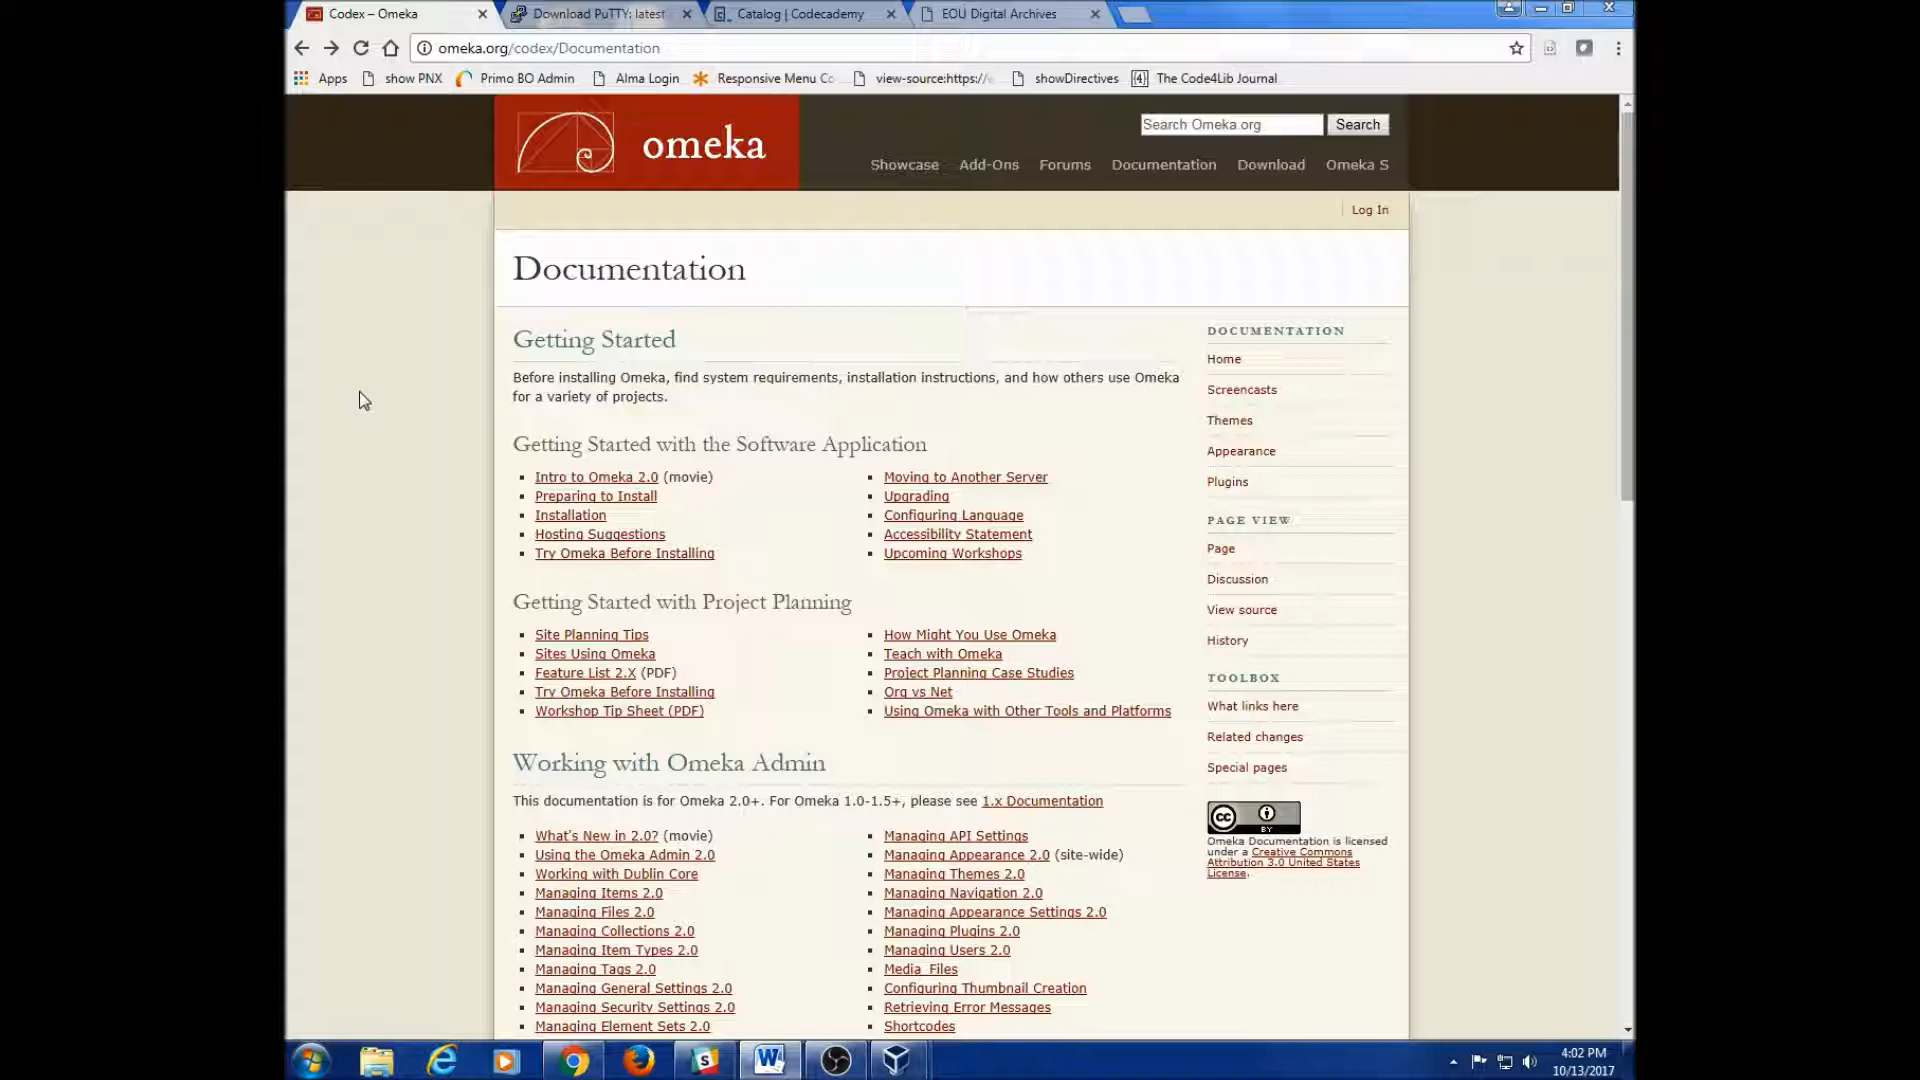 Codex – Omeka
Download PuTTY: latest
Catalog | Codecademy
EOU Digital Archives
omeka.org/codex/Documentation
Apps show PNX Primo BO Admin Alma Login Responsive Menu Co view-source:https:// showDirectives {4} The Code4Lib Journal
omeka
Search Omeka.org Search
Showcase Add-Ons Forums Documentation Download Omeka S
Log In
Documentation
Getting Started
Before installing Omeka, find system requirements, installation instructions, and how others use Omeka
for a variety of projects.
Getting Started with the Software Application
Intro to Omeka 2.0 (movie)
Preparing to Install
Installation
Hosting Suggestions
Try Omeka Before Installing
Moving to Another Server
Upgrading
Configuring Language
Accessibility Statement
Upcoming Workshops
Getting Started with Project Planning
Site Planning Tips
Sites Using Omeka
Feature List 2.X (PDF)
Try Omeka Before Installing
Workshop Tip Sheet (PDF)
How Might You Use Omeka
Teach with Omeka
Project Planning Case Studies
Org vs Net
Using Omeka with Other Tools and Platforms
Working with Omeka Admin
This documentation is for Omeka 2.0+. For Omeka 1.0-1.5+, please see 1.x Documentation
What's New in 2.0? (movie)
Using the Omeka Admin 2.0
Working with Dublin Core
Managing Items 2.0
Managing Files 2.0
Managing Collections 2.0
Managing Item Types 2.0
Managing Tags 2.0
Managing General Settings 2.0
Managing Security Settings 2.0
Managing Element Sets 2.0
Managing API Settings
Managing Appearance 2.0 (site-wide)
Managing Themes 2.0
Managing Navigation 2.0
Managing Appearance Settings 2.0
Managing Plugins 2.0
Managing Users 2.0
Media Files
Configuring Thumbnail Creation
Retrieving Error Messages
Shortcodes
DOCUMENTATION
Home
Screencasts
Themes
Appearance
Plugins
PAGE VIEW
Page
Discussion
View source
History
TOOLBOX
What links here
Related changes
Special pages
cc
BY
Omeka Documentation is licensed
under a Creative Commons
Attribution 3.0 United States
License.
4:02 PM
10/13/2017